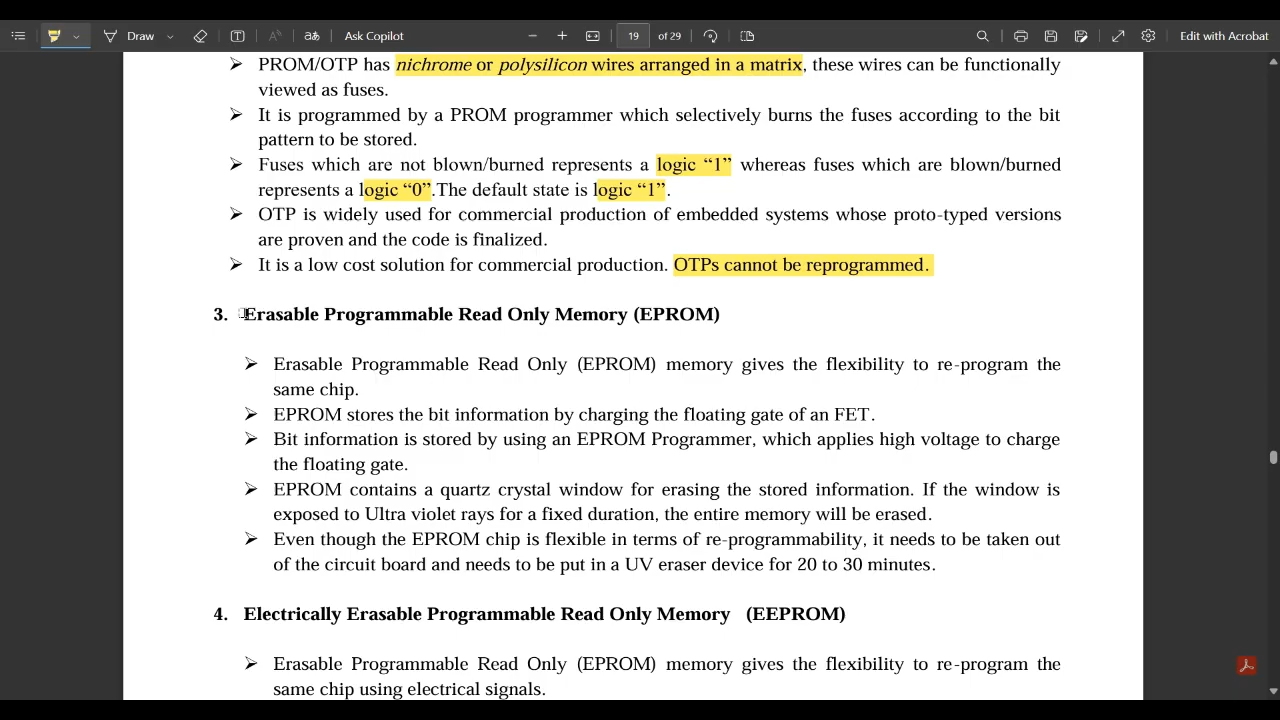 Draw
Ask Copilot
19 of 29
Edit with Acrobat
➢ PROM/OTP has nichrome or polysilicon wires arranged in a matrix, these wires can be functionally
viewed as fuses.
➢ It is programmed by a PROM programmer which selectively burns the fuses according to the bit
pattern to be stored.
➢ Fuses which are not blown/burned represents a logic “1” whereas fuses which are blown/burned
represents a logic “0”.The default state is logic “1”.
➢ OTP is widely used for commercial production of embedded systems whose proto-typed versions
are proven and the code is finalized.
➢ It is a low cost solution for commercial production. OTPs cannot be reprogrammed.
3. Erasable Programmable Read Only Memory (EPROM)
➢ Erasable Programmable Read Only (EPROM) memory gives the flexibility to re-program the
same chip.
➢ EPROM stores the bit information by charging the floating gate of an FET.
➢ Bit information is stored by using an EPROM Programmer, which applies high voltage to charge
the floating gate.
➢ EPROM contains a quartz crystal window for erasing the stored information. If the window is
exposed to Ultra violet rays for a fixed duration, the entire memory will be erased.
➢ Even though the EPROM chip is flexible in terms of re-programmability, it needs to be taken out
of the circuit board and needs to be put in a UV eraser device for 20 to 30 minutes.
4. Electrically Erasable Programmable Read Only Memory (EEPROM)
➢ Erasable Programmable Read Only (EPROM) memory gives the flexibility to re-program the
same chip using electrical signals.